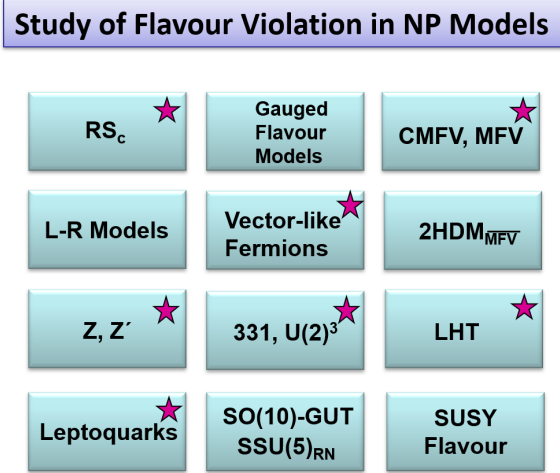 Study of Flavour Violation in NP Models
RSc
Gauged
Flavour
Models
CMFV, MFV
L-R Models
Vector-like
Fermions
2HDM_MFV
Z, Z´
331, U(2)³
LHT
Leptoquarks
SO(10)-GUT
SSU(5)RN
SUSY
Flavour